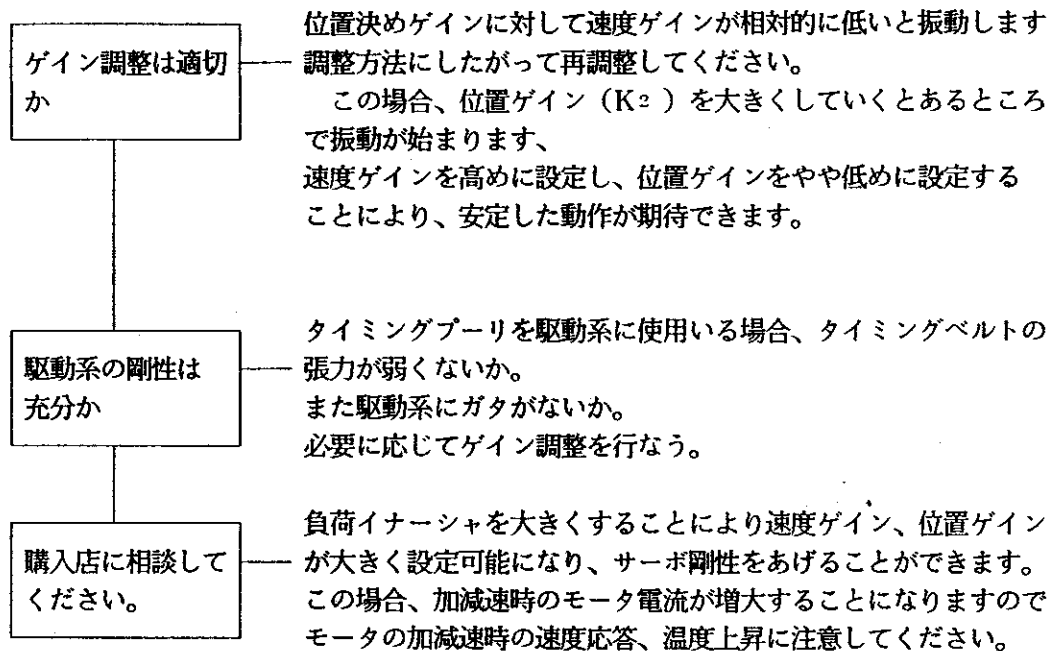 ゲイン調整は適切
か
位置決めゲインに対して速度ゲインが相対的に低いと振動します
調整方法にしたがって再調整してください。
この場合、位置ゲイン（K₂）を大きくしていくとあるところ
で振動が始まります、
速度ゲインを高めに設定し、位置ゲインをやや低めに設定する
ことにより、安定した動作が期待できます。
駆動系の剛性は
充分か
タイミングプーリを駆動系に使用いる場合、タイミングベルトの
張力が弱くないか。
また駆動系にガタがないか。
必要に応じてゲイン調整を行なう。
購入店に相談して
ください。
負荷イナーシャを大きくすることにより速度ゲイン、位置ゲイン
が大きく設定可能になり、サーボ剛性をあげることができます。
この場合、加減速時のモータ電流が増大することになりますので
モータの加減速時の速度応答、温度上昇に注意してください。